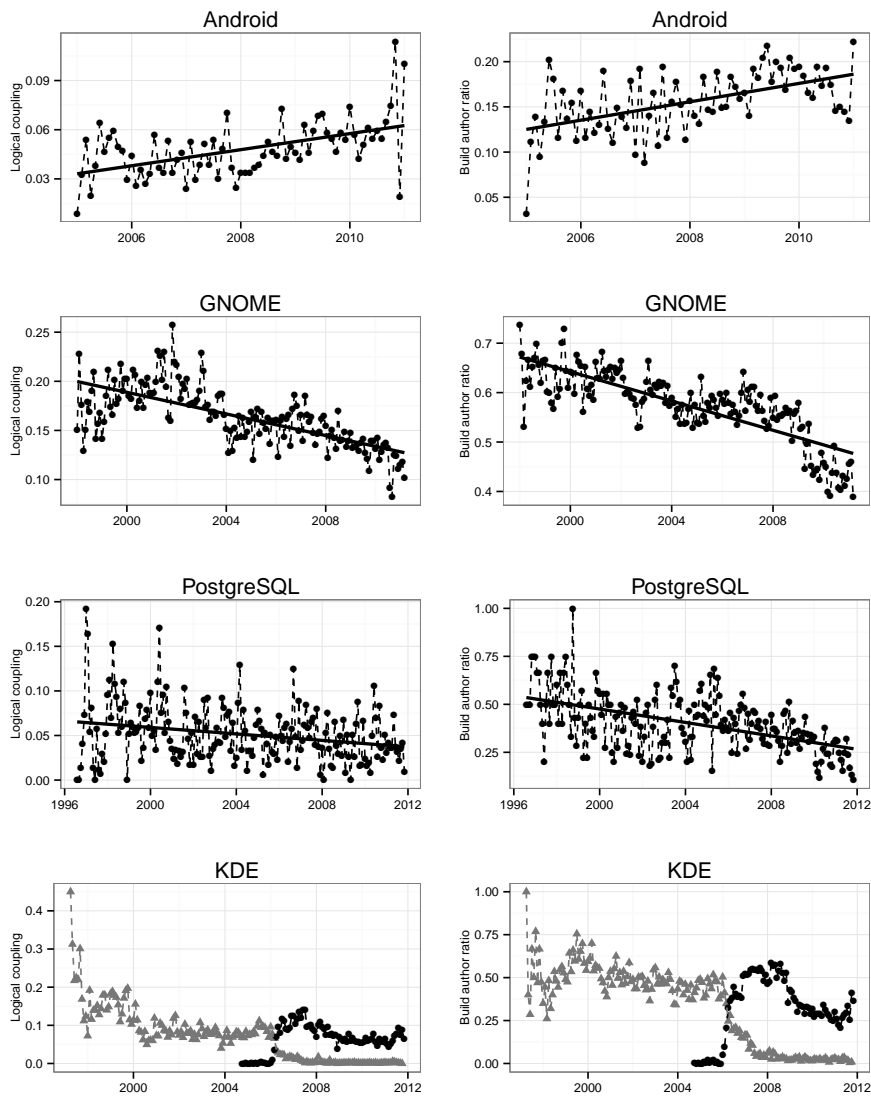 Android
Logical coupling
0.09
0.06
0.03
2006 2008 2010
Android
Build author ratio
0.20
0.15
0.10
0.05
2006 2008 2010
GNOME
Logical coupling
0.25
0.20
0.15
0.10
2000 2004 2008
GNOME
Build author ratio
0.7
0.6
0.5
0.4
2000 2004 2008
PostgreSQL
Logical coupling
0.20
0.15
0.10
0.05
0.00
1996 2000 2004 2008 2012
PostgreSQL
Build author ratio
1.00
0.75
0.50
0.25
1996 2000 2004 2008 2012
KDE
Logical coupling
0.4
0.3
0.2
0.1
0.0
2000 2004 2008 2012
KDE
Build author ratio
1.00
0.75
0.50
0.25
0.00
2000 2004 2008 2012